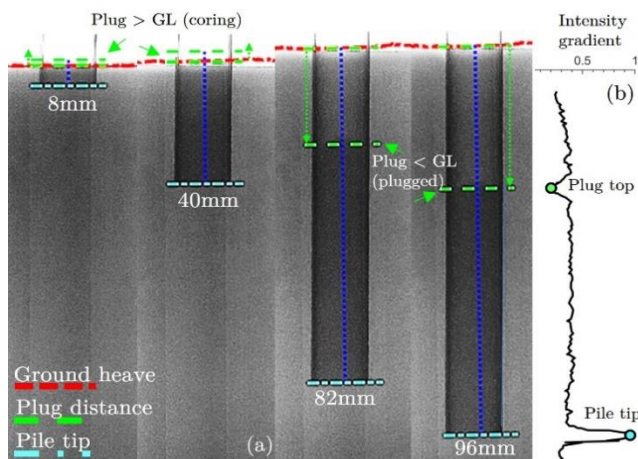 Plug > GL (coring)
Intensity
gradient
0.5
1
(b)
8mm
Plug < GL
(plugged)
Plug top
40mm
Ground heave
Plug distance
Pile tip
82mm
(a)
96mm
Pile tip